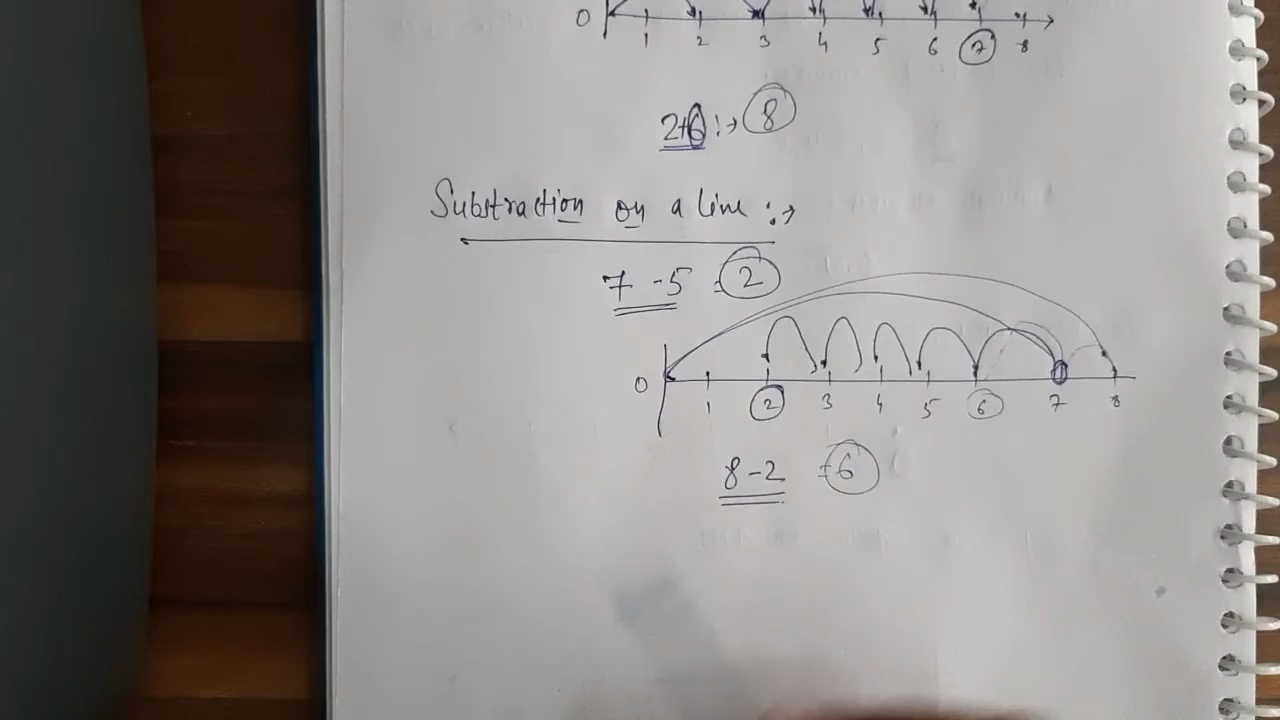 0 1 2 3 4 5 6 7 8
2+6 :→ 8
Substraction on a line :→
7 - 5 = 2
0 1 2 3 4 5 6 7 8
8 - 2 = 6